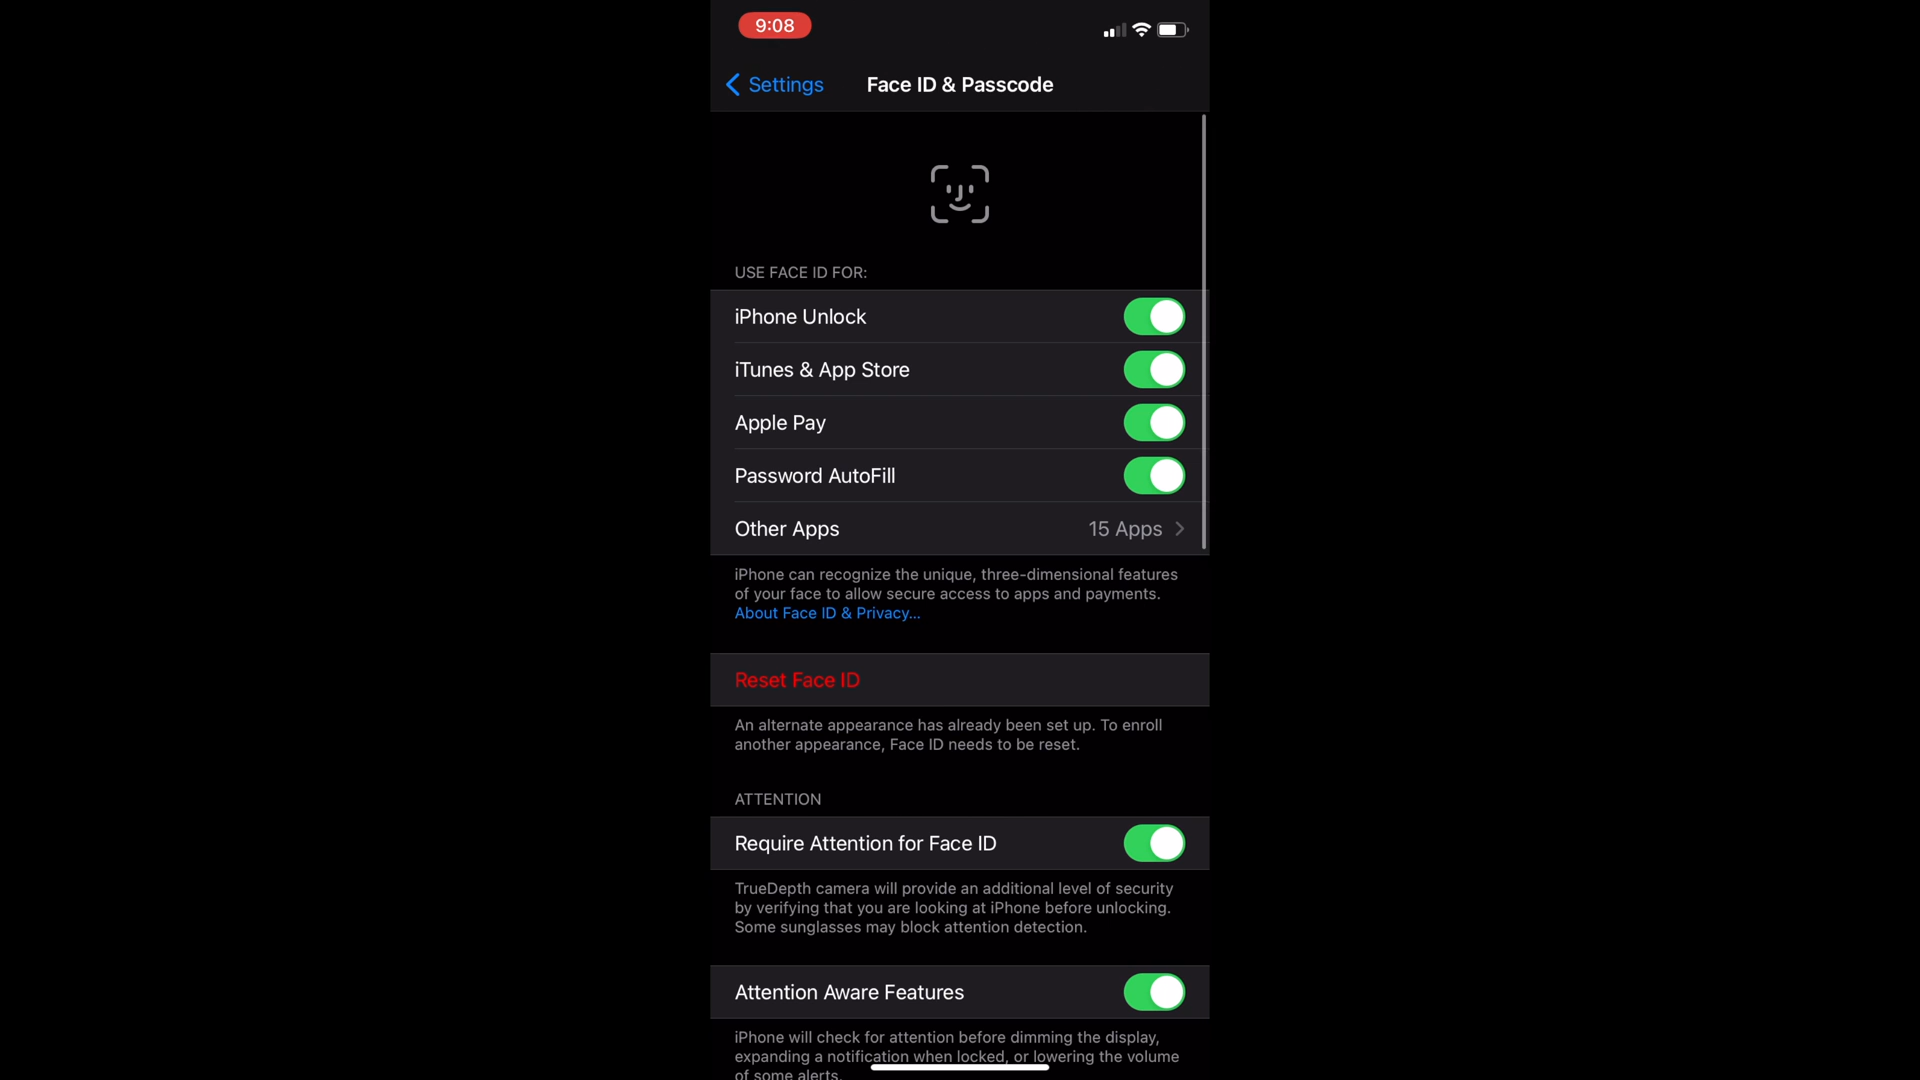 9:08
Settings
Face ID & Passcode
USE FACE ID FOR:
iPhone Unlock
iTunes & App Store
Apple Pay
Password AutoFill
Other Apps 15 Apps
iPhone can recognize the unique, three-dimensional features
of your face to allow secure access to apps and payments.
About Face ID & Privacy...
Reset Face ID
An alternate appearance has already been set up. To enroll
another appearance, Face ID needs to be reset.
ATTENTION
Require Attention for Face ID
TrueDepth camera will provide an additional level of security
by verifying that you are looking at iPhone before unlocking.
Some sunglasses may block attention detection.
Attention Aware Features
iPhone will check for attention before dimming the display,
expanding a notification when locked, or lowering the volume
of some alerts.